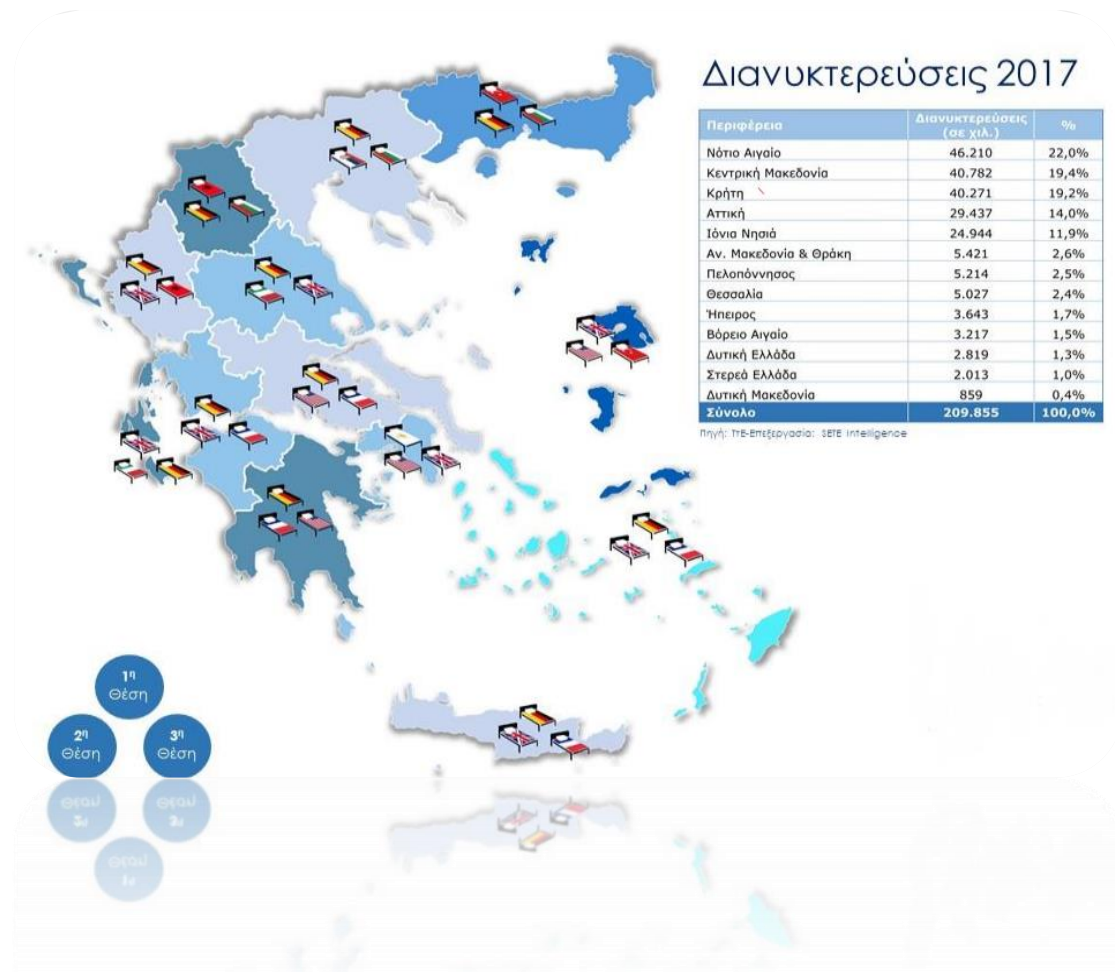 Διανυκτερεύσεις 2017
Περιφέρεια Διανυκτερεύσεις (σε χιλ.) %
Νότιο Αιγαίο 46.210 22,0%
Κεντρική Μακεδονία 40.782 19,4%
Κρήτη 40.271 19,2%
Αττική 29.437 14,0%
Ιόνια Νησιά 24.944 11,9%
Αν. Μακεδονία & Θράκη 5.421 2,6%
Πελοπόννησος 5.214 2,5%
Θεσσαλία 5.027 2,4%
Ήπειρος 3.643 1,7%
Βόρειο Αιγαίο 3.217 1,5%
Δυτική Ελλάδα 2.819 1,3%
Στερεά Ελλάδα 2.013 1,0%
Δυτική Μακεδονία 859 0,4%
Σύνολο 209.855 100,0%
Πηγή: ΤτΕ-Επεξεργασία: SETE Intelligence
1η
Θέση
2η
Θέση
3η
Θέση